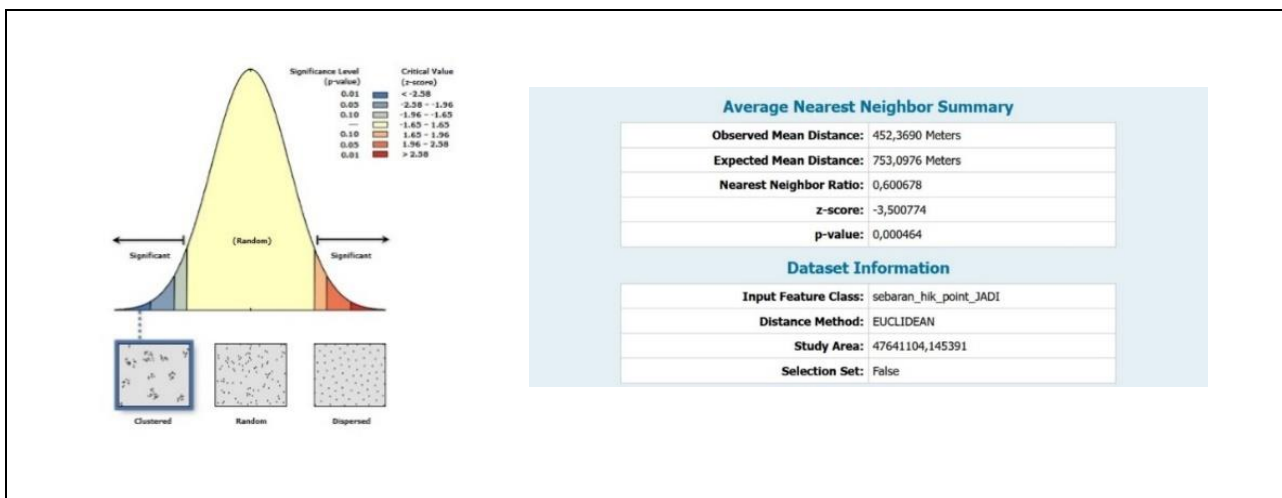 Significance Level
(p-value)
Critical Value
(z-score)
0.01 < -2.58
0.05 -2.58 - -1.96
0.10 -1.96 - -1.65
— -1.65 - 1.65
0.10 1.65 - 1.96
0.05 1.96 - 2.58
0.01 > 2.58
(Random)
Significant
Significant
Clustered
Random
Dispersed
Average Nearest Neighbor Summary
Observed Mean Distance: 452,3690 Meters
Expected Mean Distance: 753,0976 Meters
Nearest Neighbor Ratio: 0,600678
z-score: -3,500774
p-value: 0,000464
Dataset Information
Input Feature Class: sebaran_hik_point_JADI
Distance Method: EUCLIDEAN
Study Area: 47641104,145391
Selection Set: False